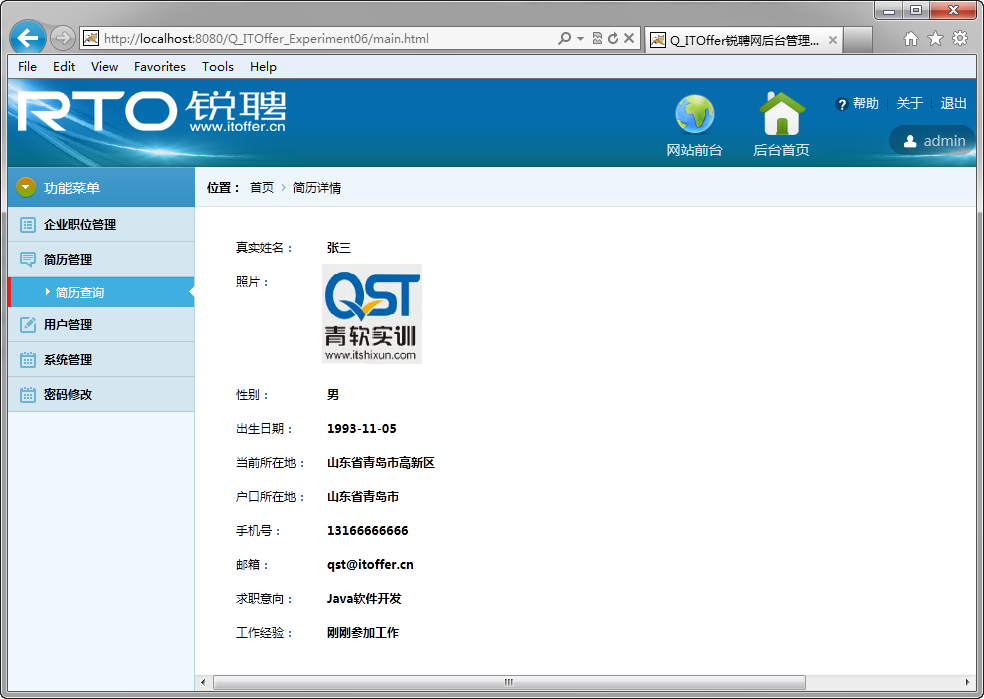 http://localhost:8080/Q_ITOffer_Experiment06/main.html
Q_ITOffer锐聘网后台管理...
File Edit View Favorites Tools Help
RTO 锐聘
www.itoffer.cn
网站前台
后台首页
帮助 关于 退出
admin
功能菜单
位置： 首页 › 简历详情
企业职位管理
简历管理
简历查询
用户管理
系统管理
密码修改
真实姓名： 张三
照片：
QST
青软实训
www.itshixun.com
性别： 男
出生日期： 1993-11-05
当前所在地： 山东省青岛市高新区
户口所在地： 山东省青岛市
手机号： 13166666666
邮箱： qst@itoffer.cn
求职意向： Java软件开发
工作经验： 刚刚参加工作